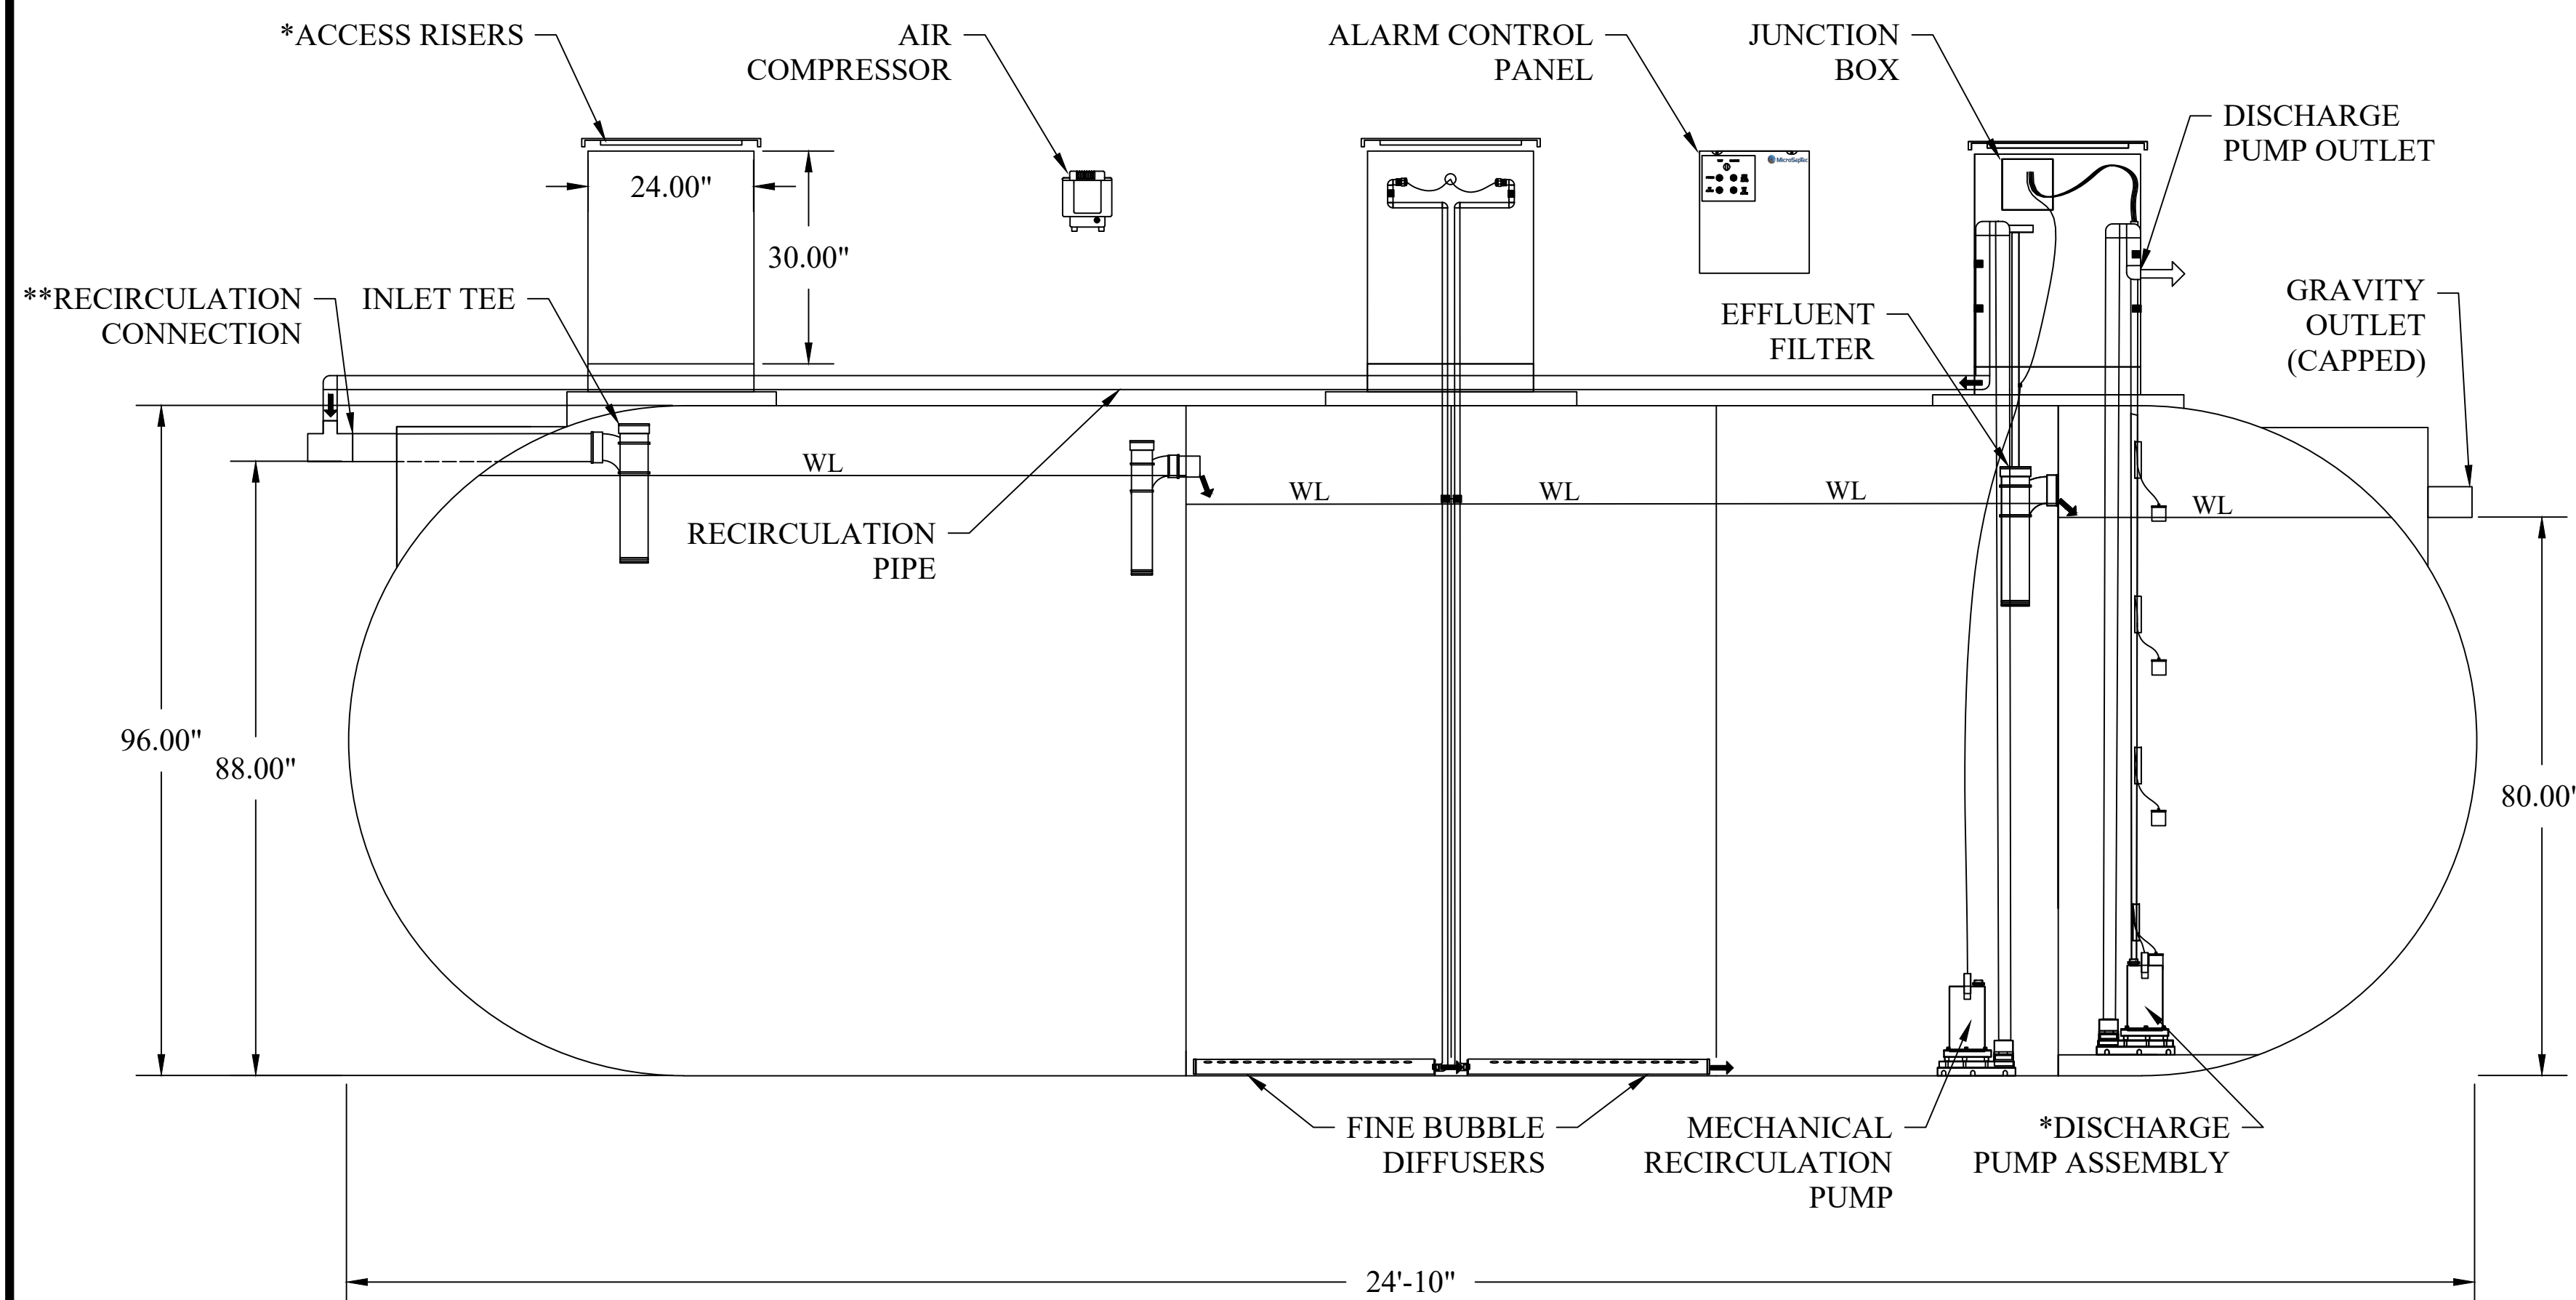 *ACCESS RISERS
AIR
COMPRESSOR
ALARM CONTROL
PANEL
JUNCTION
BOX
DISCHARGE
PUMP OUTLET
MicroSepTec
24.00"
30.00"
**RECIRCULATION
CONNECTION
INLET TEE
EFFLUENT
FILTER
GRAVITY
OUTLET
(CAPPED)
WL
WL
WL
WL
WL
RECIRCULATION
PIPE
96.00"
88.00"
80.00"
FINE BUBBLE
DIFFUSERS
MECHANICAL
RECIRCULATION
PUMP
*DISCHARGE
PUMP ASSEMBLY
24'-10"